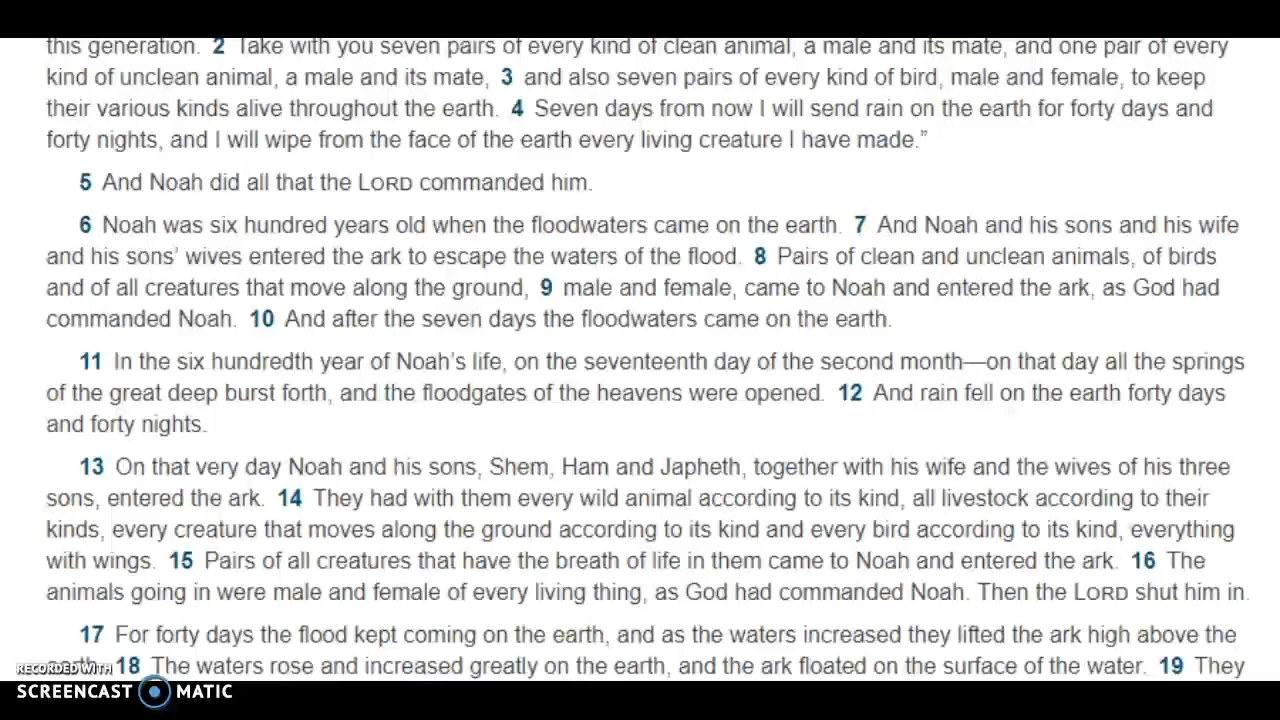 this generation. 2 Take with you seven pairs of every kind of clean animal, a male and its mate, and one pair of every
kind of unclean animal, a male and its mate, 3 and also seven pairs of every kind of bird, male and female, to keep
their various kinds alive throughout the earth. 4 Seven days from now I will send rain on the earth for forty days and
forty nights, and I will wipe from the face of the earth every living creature I have made.”
5 And Noah did all that the LORD commanded him.
6 Noah was six hundred years old when the floodwaters came on the earth. 7 And Noah and his sons and his wife
and his sons’ wives entered the ark to escape the waters of the flood. 8 Pairs of clean and unclean animals, of birds
and of all creatures that move along the ground, 9 male and female, came to Noah and entered the ark, as God had
commanded Noah. 10 And after the seven days the floodwaters came on the earth.
11 In the six hundredth year of Noah’s life, on the seventeenth day of the second month—on that day all the springs
of the great deep burst forth, and the floodgates of the heavens were opened. 12 And rain fell on the earth forty days
and forty nights.
13 On that very day Noah and his sons, Shem, Ham and Japheth, together with his wife and the wives of his three
sons, entered the ark. 14 They had with them every wild animal according to its kind, all livestock according to their
kinds, every creature that moves along the ground according to its kind and every bird according to its kind, everything
with wings. 15 Pairs of all creatures that have the breath of life in them came to Noah and entered the ark. 16 The
animals going in were male and female of every living thing, as God had commanded Noah. Then the LORD shut him in.
17 For forty days the flood kept coming on the earth, and as the waters increased they lifted the ark high above the
18 The waters rose and increased greatly on the earth, and the ark floated on the surface of the water. 19 They
RECORDED WITH
SCREENCAST MATIC